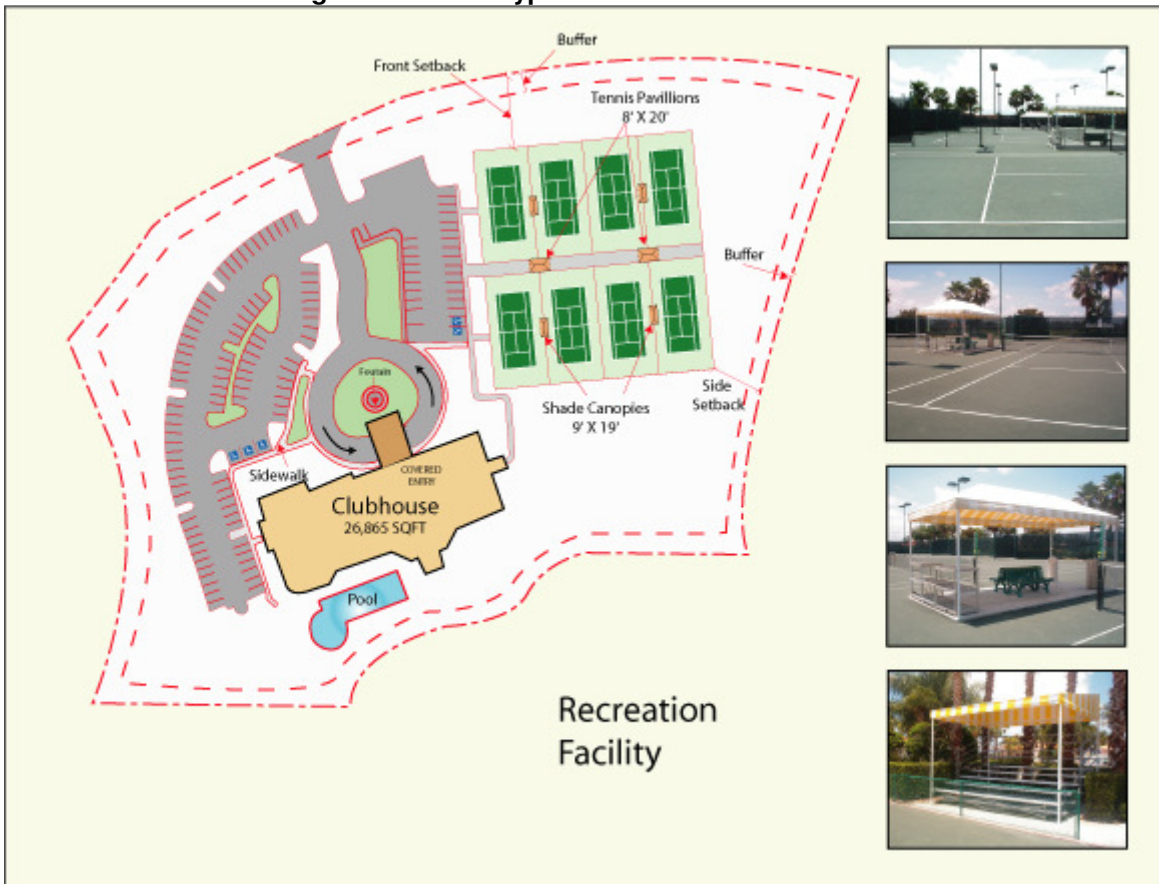 Buffer
Front Setback
Tennis Pavillions
8' X 20'
Buffer
Fountain
Side
Setback
Shade Canopies
9' X 19'
Sidewalk
COVERED
ENTRY
Clubhouse
26,865 SQFT
Pool
Recreation
Facility